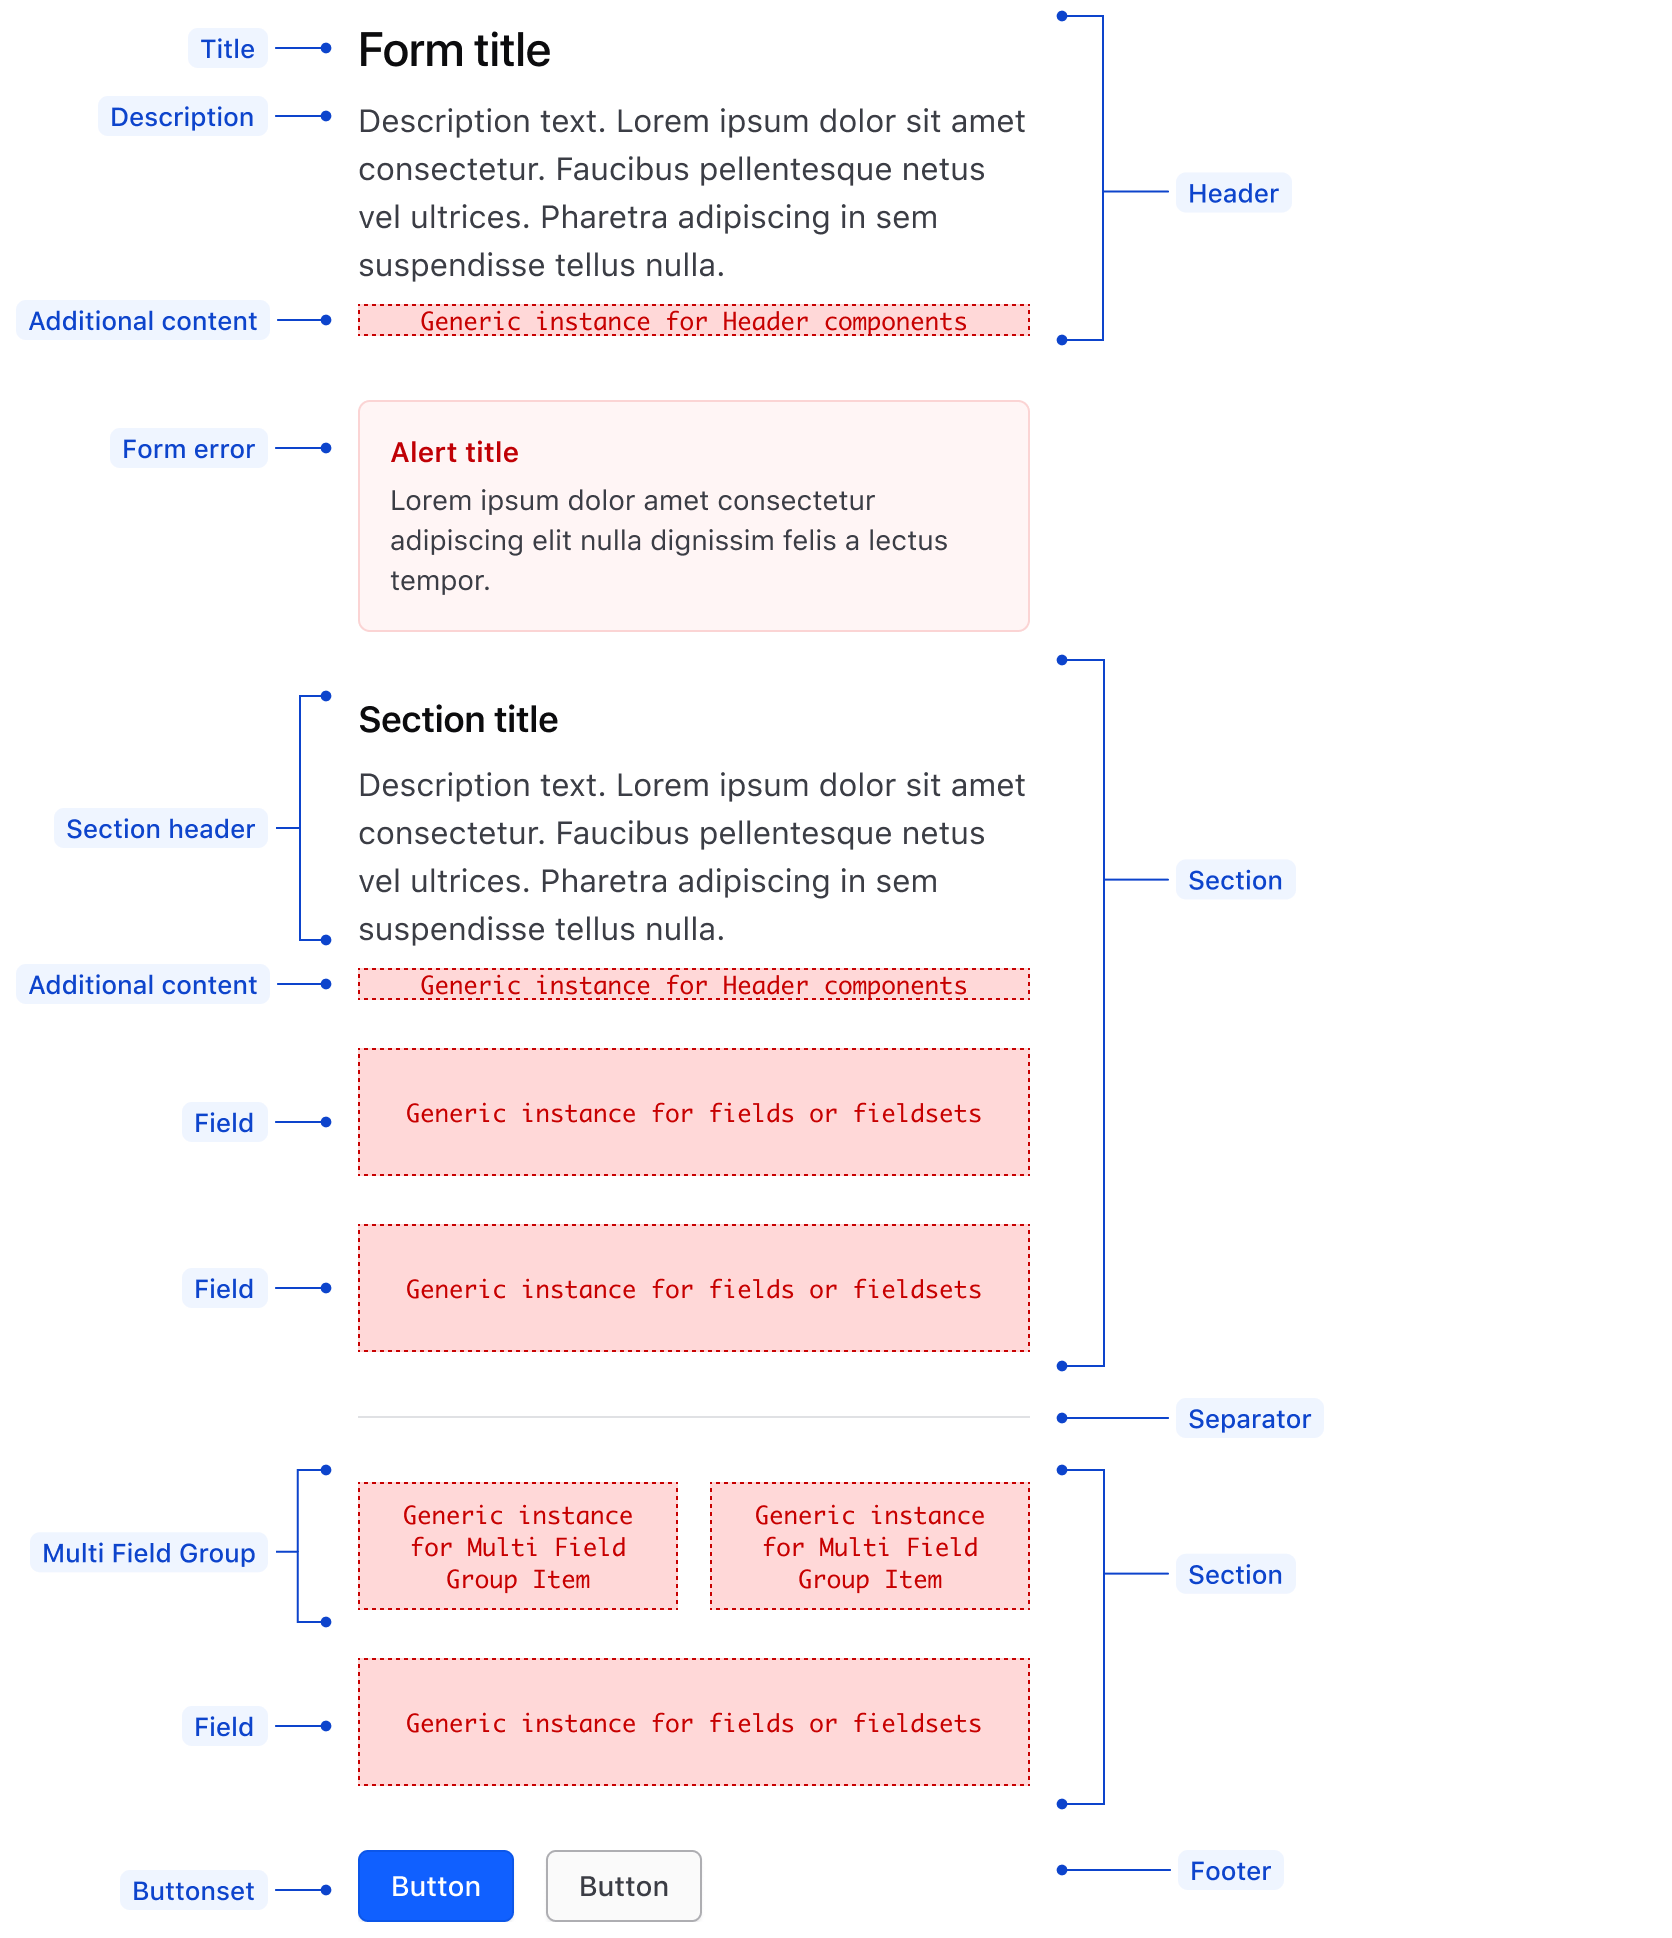 Title
Form title
Description
Description text. Lorem ipsum dolor sit amet
consectetur. Faucibus pellentesque netus
vel ultrices. Pharetra adipiscing in sem
suspendisse tellus nulla.
Header
Additional content
Generic instance for Header components
Form error
Alert title
Lorem ipsum dolor amet consectetur
adipiscing elit nulla dignissim felis a lectus
tempor.
Section title
Section header
Description text. Lorem ipsum dolor sit amet
consectetur. Faucibus pellentesque netus
vel ultrices. Pharetra adipiscing in sem
suspendisse tellus nulla.
Section
Additional content
Generic instance for Header components
Field
Generic instance for fields or fieldsets
Field
Generic instance for fields or fieldsets
Separator
Multi Field Group
Generic instance
for Multi Field
Group Item
Generic instance
for Multi Field
Group Item
Section
Field
Generic instance for fields or fieldsets
Buttonset
Button
Button
Footer